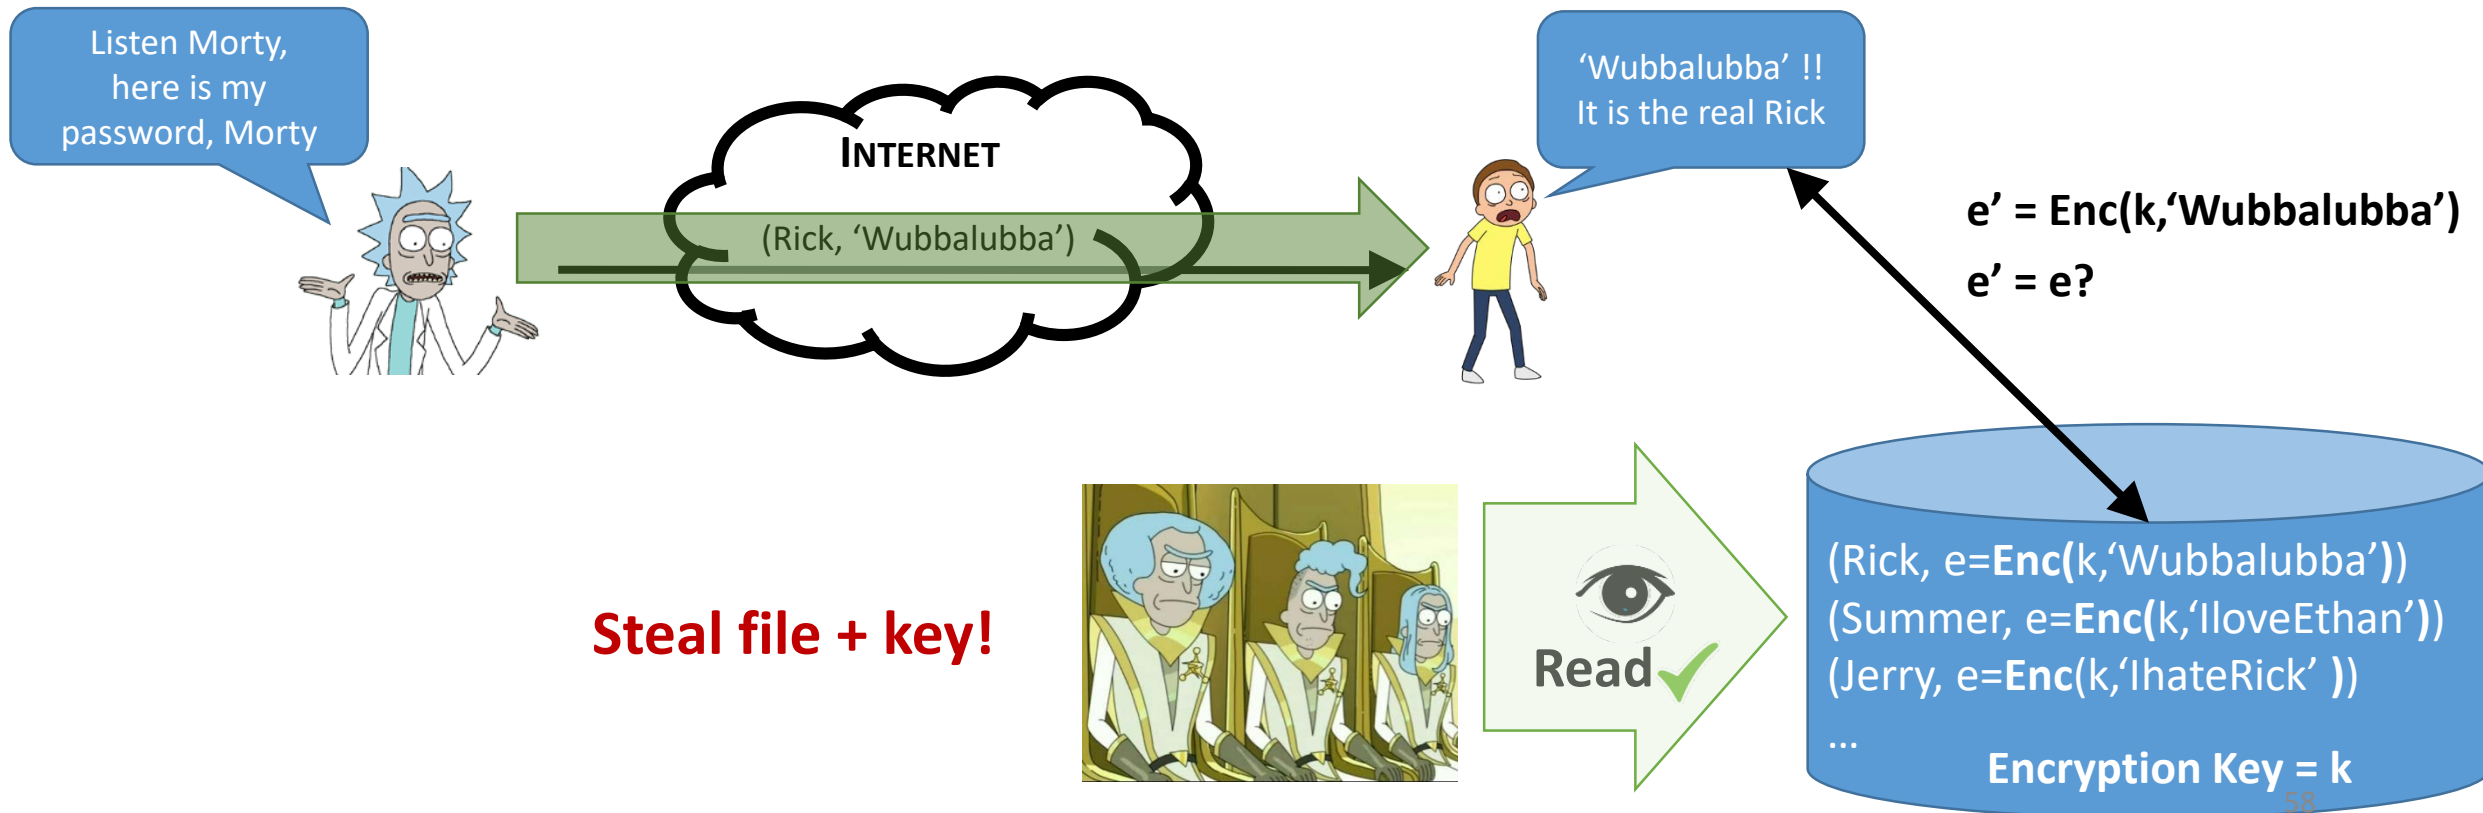 Listen Morty,
here is my
password, Morty
INTERNET
(Rick, ‘Wubbalubba’)
‘Wubbalubba’ !!
It is the real Rick
e’ = Enc(k,‘Wubbalubba’)
e’ = e?
Steal file + key!
Read
(Rick, e=Enc(k,‘Wubbalubba’))
(Summer, e=Enc(k,‘IloveEthan’))
(Jerry, e=Enc(k,‘IhateRick’ ))
…
Encryption Key = k
58